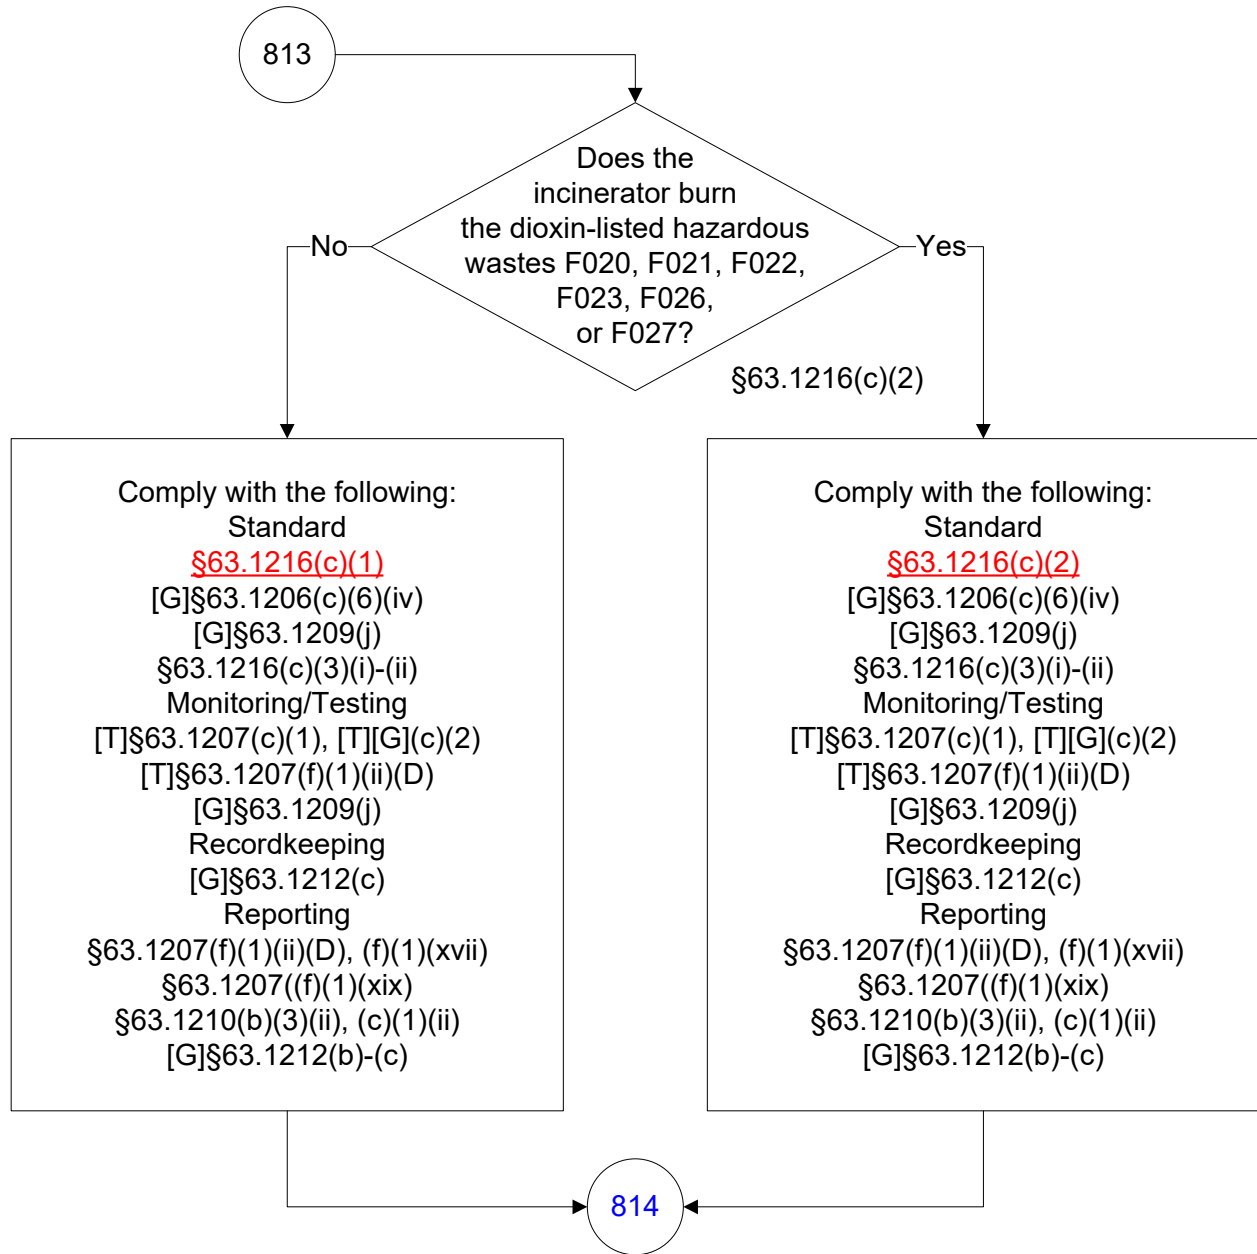 813
Does the
incinerator burn
the dioxin-listed hazardous
wastes F020, F021, F022,
F023, F026,
or F027?
No
Yes
§63.1216(c)(2)
Comply with the following:
Standard
§63.1216(c)(1)
[G]§63.1206(c)(6)(iv)
[G]§63.1209(j)
§63.1216(c)(3)(i)-(ii)
Monitoring/Testing
[T]§63.1207(c)(1), [T][G](c)(2)
[T]§63.1207(f)(1)(ii)(D)
[G]§63.1209(j)
Recordkeeping
[G]§63.1212(c)
Reporting
§63.1207(f)(1)(ii)(D), (f)(1)(xvii)
§63.1207((f)(1)(xix)
§63.1210(b)(3)(ii), (c)(1)(ii)
[G]§63.1212(b)-(c)
Comply with the following:
Standard
§63.1216(c)(2)
[G]§63.1206(c)(6)(iv)
[G]§63.1209(j)
§63.1216(c)(3)(i)-(ii)
Monitoring/Testing
[T]§63.1207(c)(1), [T][G](c)(2)
[T]§63.1207(f)(1)(ii)(D)
[G]§63.1209(j)
Recordkeeping
[G]§63.1212(c)
Reporting
§63.1207(f)(1)(ii)(D), (f)(1)(xvii)
§63.1207((f)(1)(xix)
§63.1210(b)(3)(ii), (c)(1)(ii)
[G]§63.1212(b)-(c)
814